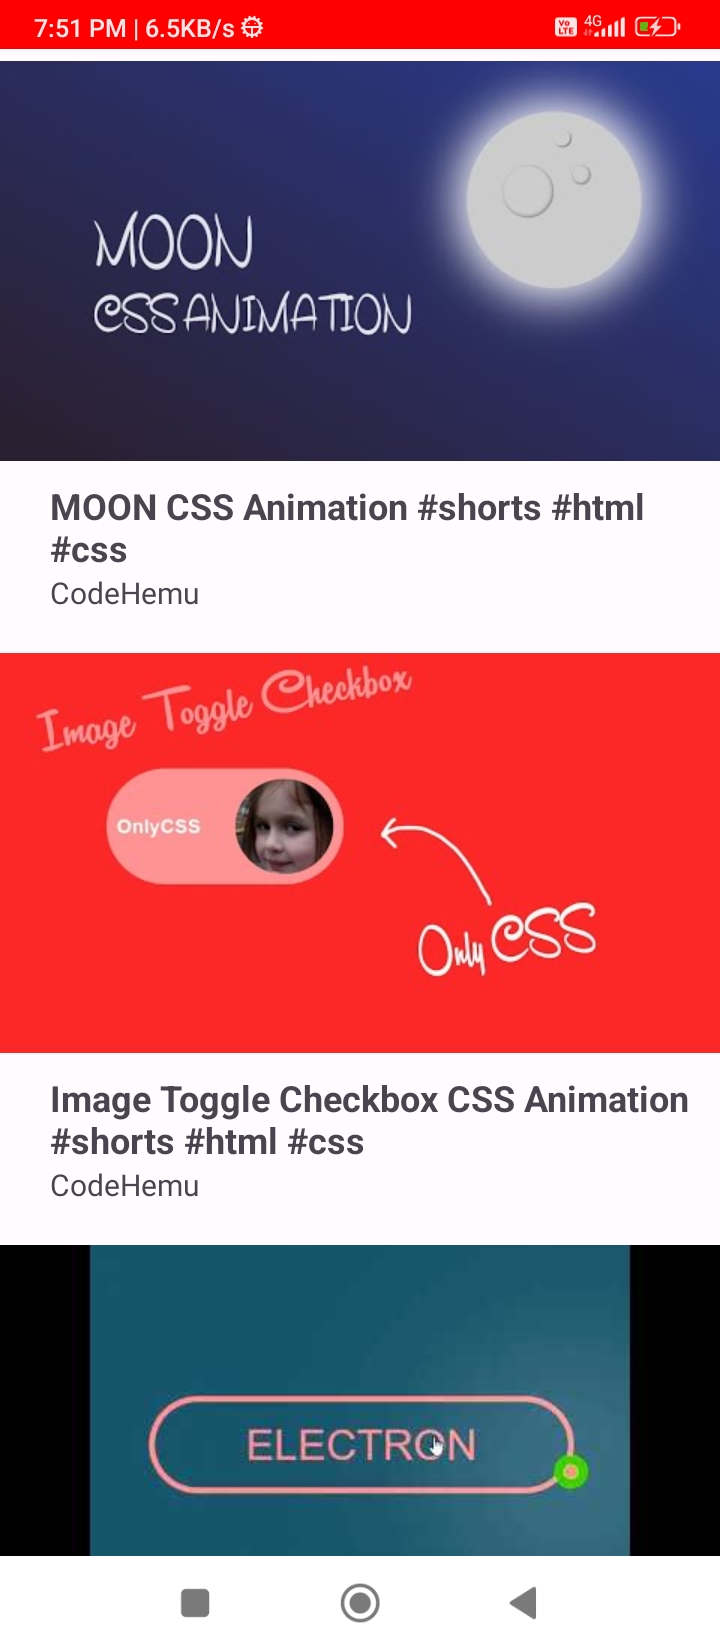 7:51 PM | 6.5KB/s
Vo LTE 4G
MOON
CSS ANIMATION
MOON CSS Animation #shorts #html
#css
CodeHemu
Image Toggle Checkbox
OnlyCSS
Only CSS
Image Toggle Checkbox CSS Animation
#shorts #html #css
CodeHemu
ELECTRON